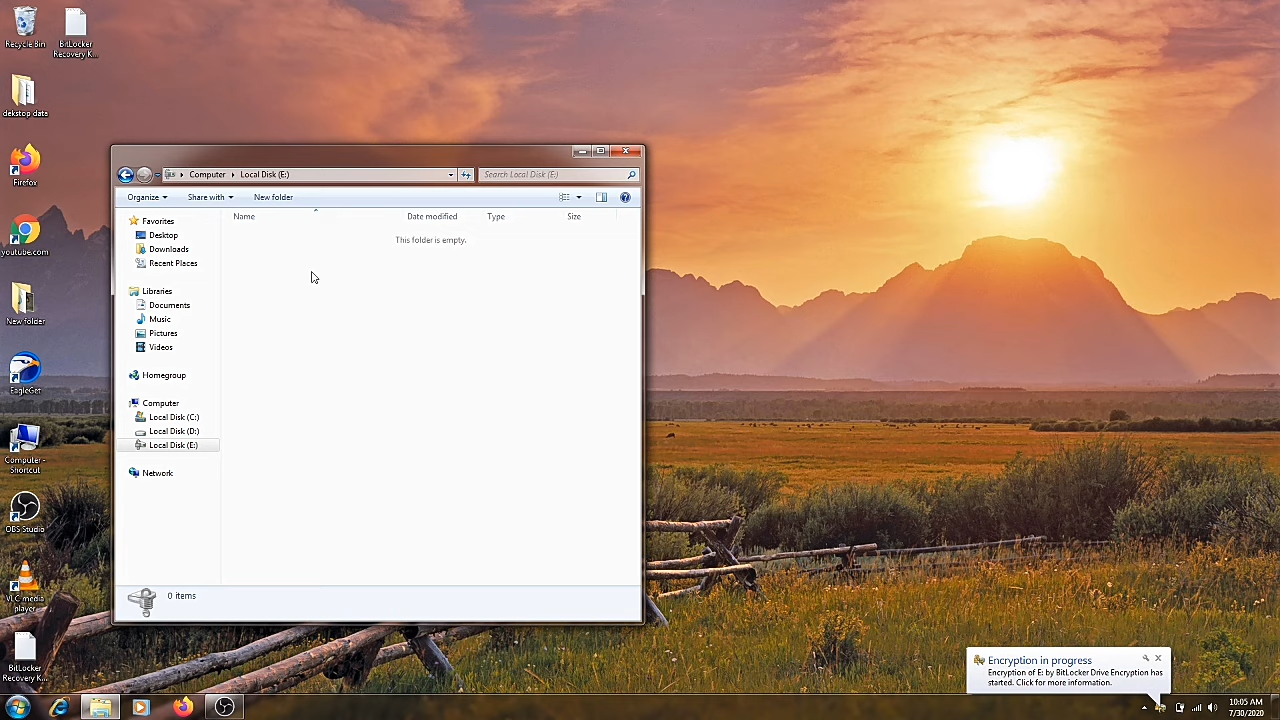 Recycle Bin
BitLocker
Recovery K...
dekstop data
Firefox
youtube.com
New folder
EagleGet
Computer -
Shortcut
OBS Studio
VLC media
player
BitLocker
Recovery K...
Computer
Local Disk (E:)
Search Local Disk (E:)
Organize
Share with
New folder
Name
Date modified
Type
Size
This folder is empty.
Favorites
Desktop
Downloads
Recent Places
Libraries
Documents
Music
Pictures
Videos
Homegroup
Computer
Local Disk (C:)
Local Disk (D:)
Local Disk (E:)
Network
0 items
Encryption in progress
Encryption of E: by BitLocker Drive Encryption has
started. Click for more information.
10:05 AM
7/30/2020